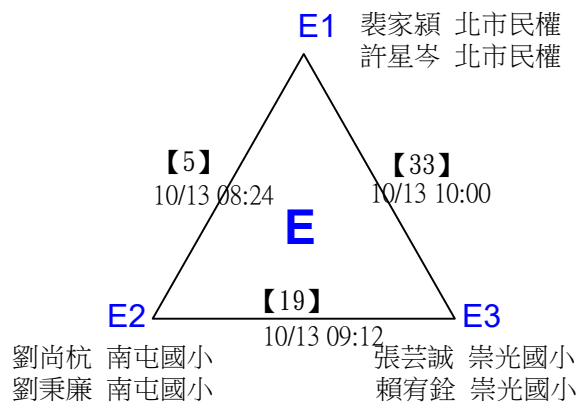 E1
裴家潁 北市民權
許星岑 北市民權
【5】
10/13 08:24
【33】
10/13 10:00
E
E2
【19】
10/13 09:12
E3
劉尚杭 南屯國小
劉秉廉 南屯國小
張芸誠 崇光國小
賴宥銓 崇光國小